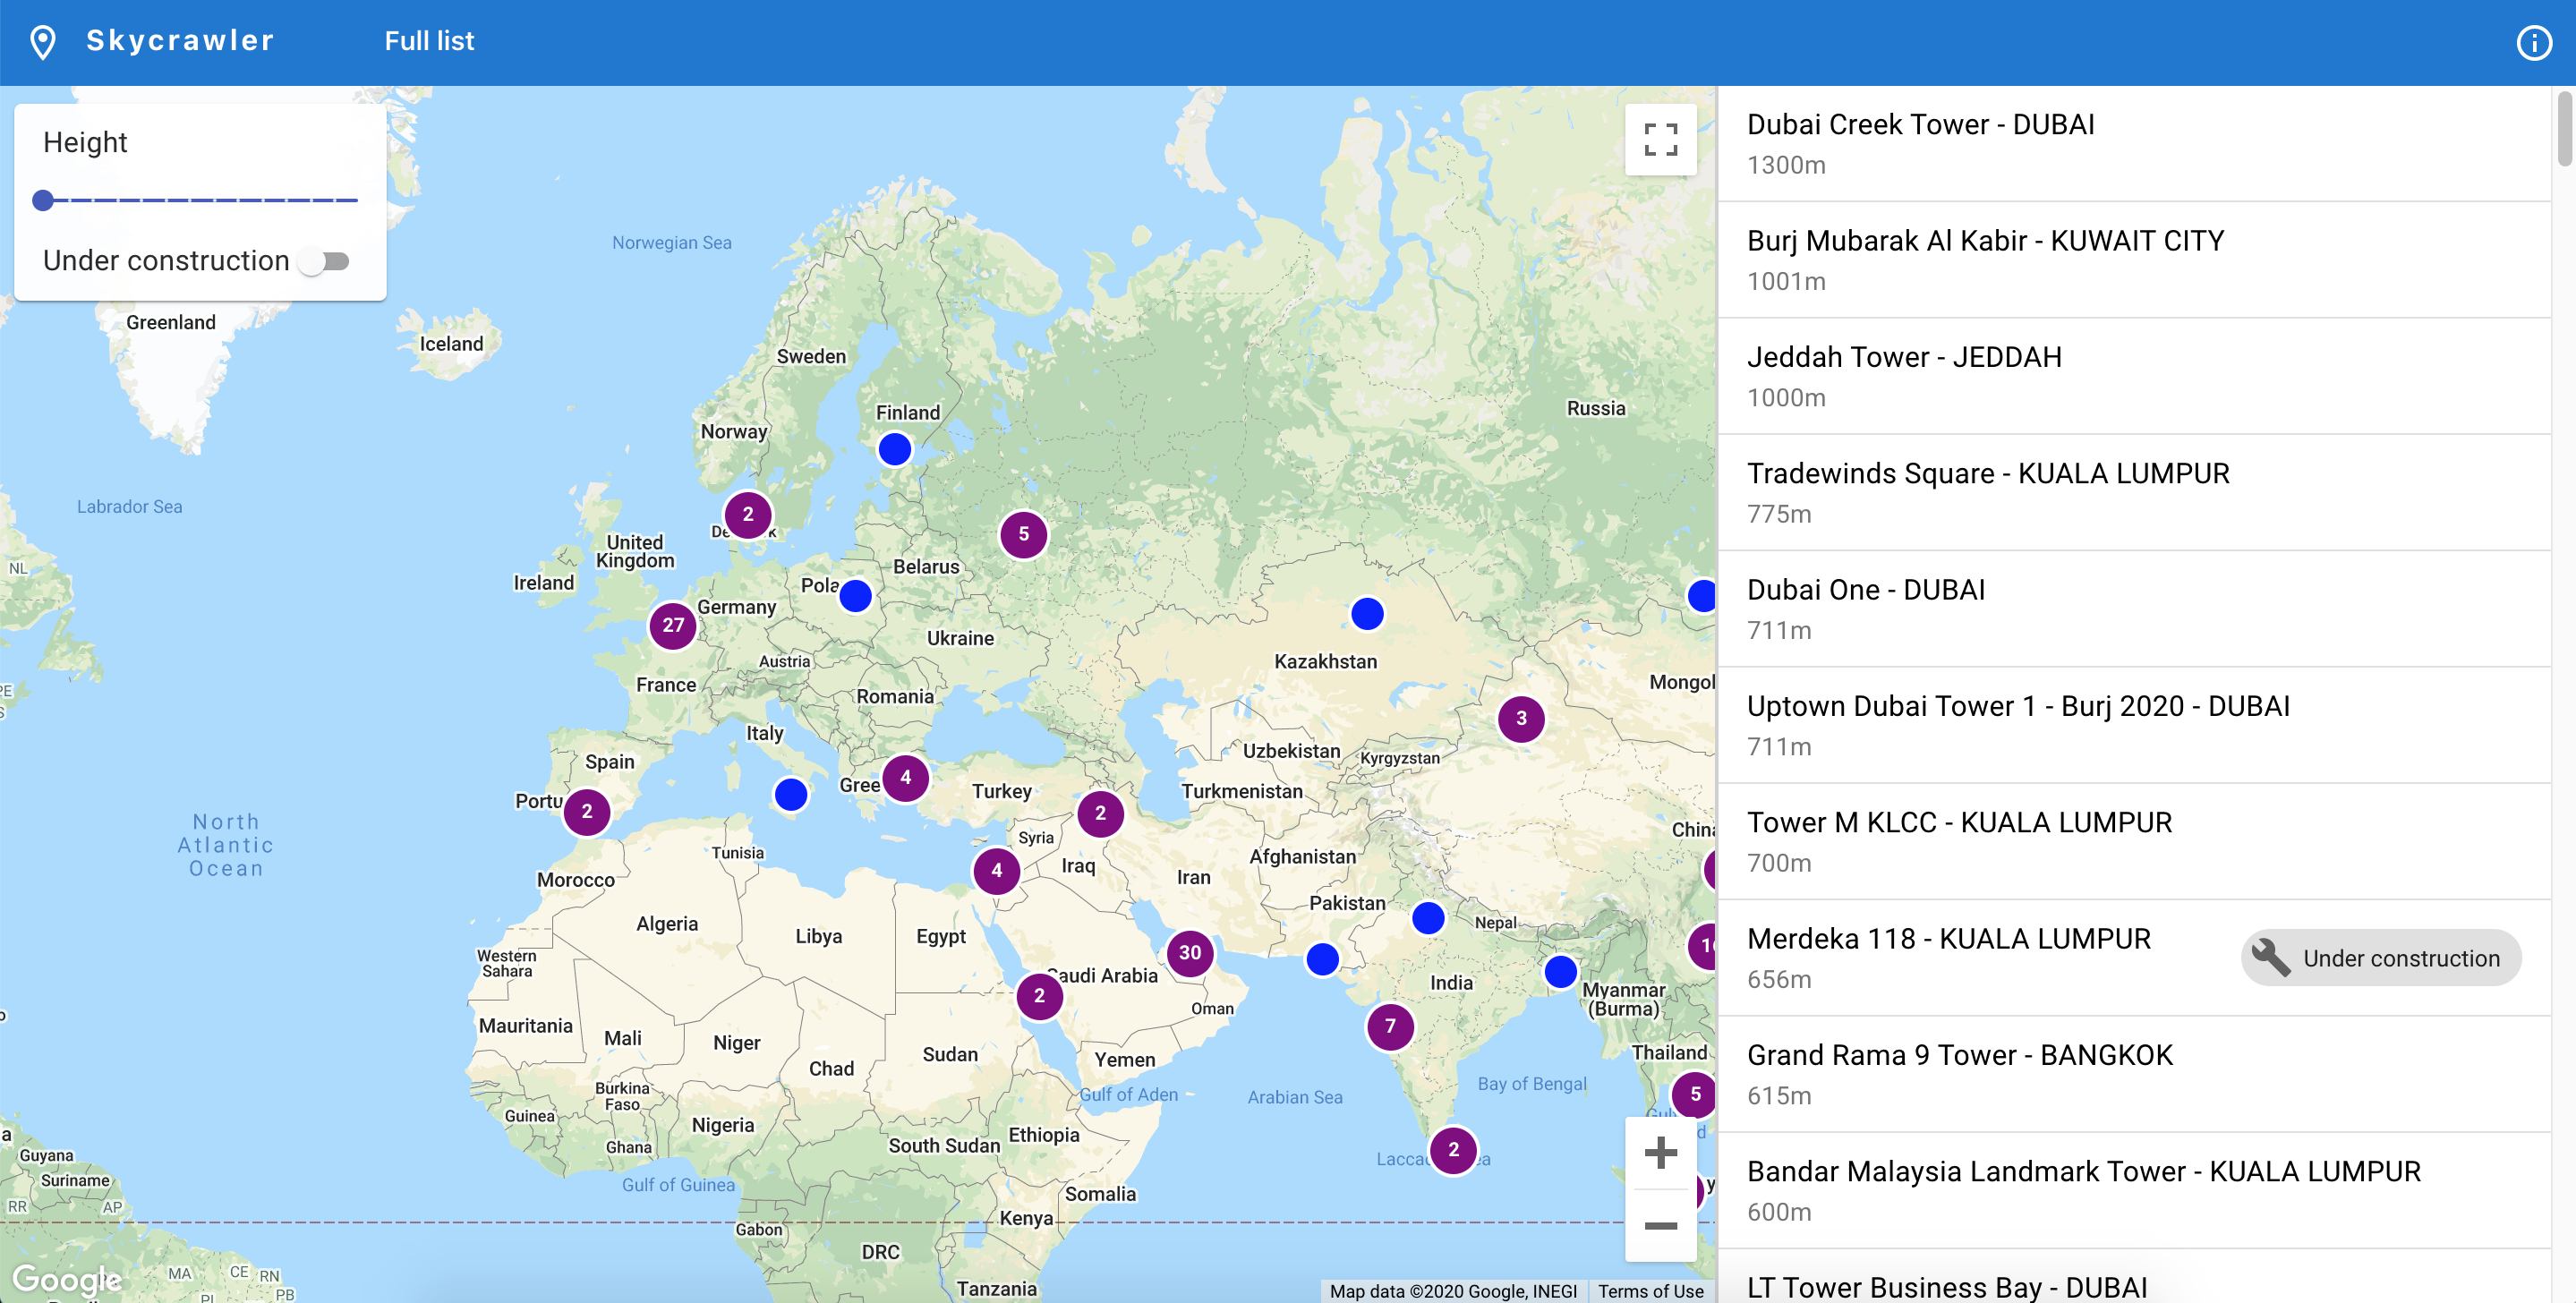 Skycrawler
Full list
Height
Under construction
Greenland
Iceland
Norwegian Sea
Sweden
Finland
Norway
Russia
Labrador Sea
2
5
United
Kingdom
Ireland
NL
Belarus
Germany
27
Ukraine
Kazakhstan
Austria
France
Romania
3
Italy
Uzbekistan
Kyrgyzstan
Spain
4
Turkey
Turkmenistan
2
2
North
Atlantic
Ocean
Syria
Tunisia
Afghanistan
4
Iraq
Iran
Morocco
Pakistan
Nepal
Algeria
Libya
Egypt
30
Western
Sahara
Saudi Arabia
India
2
Oman
Myanmar
(Burma)
7
Mauritania
Mali
Niger
Sudan
Yemen
Chad
Thailand
Burkina
Faso
Gulf of Aden
Arabian Sea
Bay of Bengal
5
Guinea
Nigeria
Ghana
South Sudan
Ethiopia
2
Guyana
Suriname
Gulf of Guinea
Somalia
RR
AP
Kenya
Gabon
DRC
Tanzania
MA
CE
RN
PB
Google
Map data ©2020 Google, INEGI
Terms of Use
Dubai Creek Tower - DUBAI
1300m
Burj Mubarak Al Kabir - KUWAIT CITY
1001m
Jeddah Tower - JEDDAH
1000m
Tradewinds Square - KUALA LUMPUR
775m
Dubai One - DUBAI
711m
Uptown Dubai Tower 1 - Burj 2020 - DUBAI
711m
Tower M KLCC - KUALA LUMPUR
700m
Merdeka 118 - KUALA LUMPUR
656m
Under construction
Grand Rama 9 Tower - BANGKOK
615m
Bandar Malaysia Landmark Tower - KUALA LUMPUR
600m
LT Tower Business Bay - DUBAI